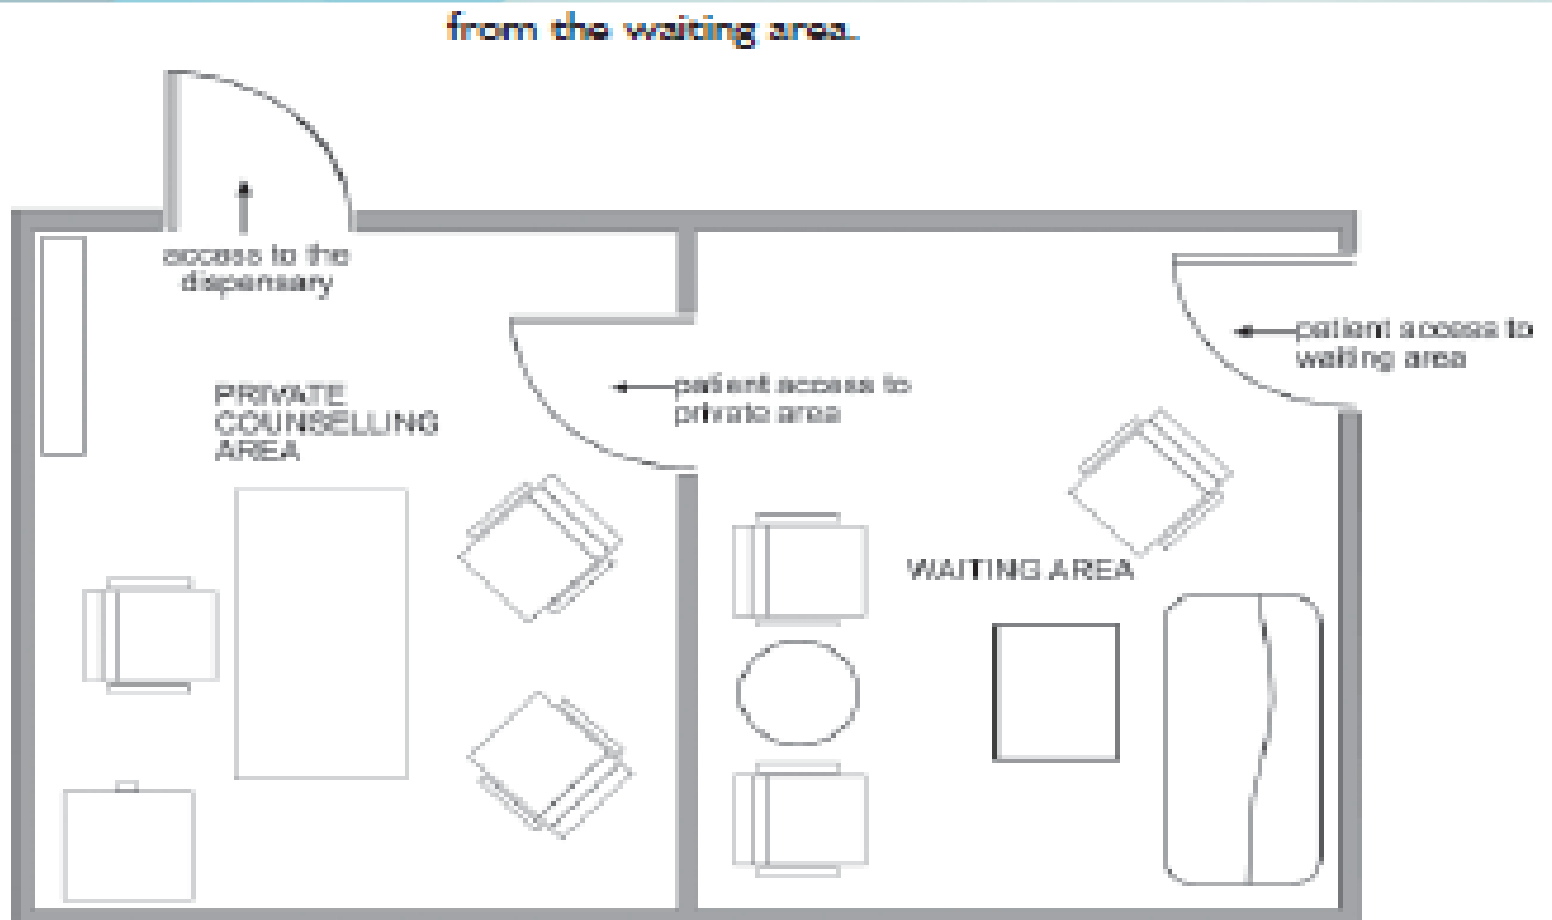 from the waiting area.
access to the
dispensary
patient access to
waiting area
patient access to
private area
PRIVATE
COUNSELLING
AREA
WAITING AREA